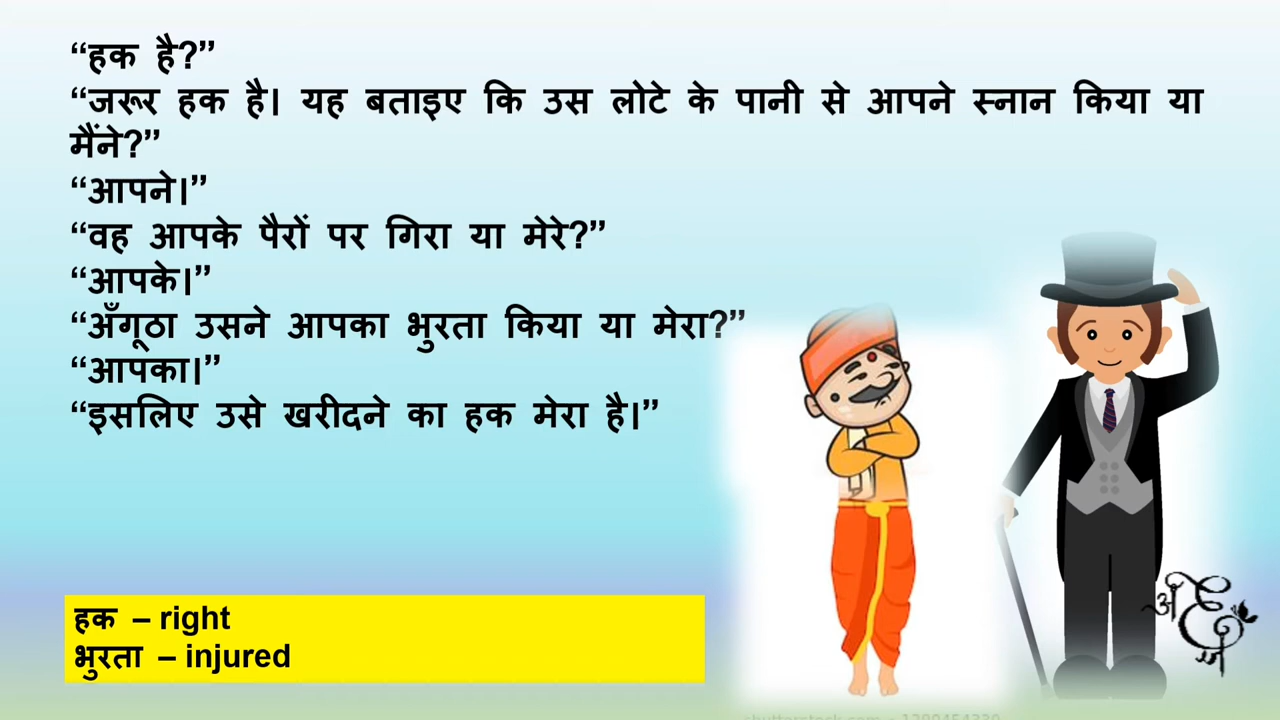 “हक है?”
“जरूर हक है। यह बताइए कि उस लोटे के पानी से आपने स्नान किया या
मैंने?”
“आपने।”
“वह आपके पैरों पर गिरा या मेरे?”
“आपके।”
“अँगूठा उसने आपका भुरता किया या मेरा?”
“आपका।”
“इसलिए उसे खरीदने का हक मेरा है।”
हक – right
भुरता – injured